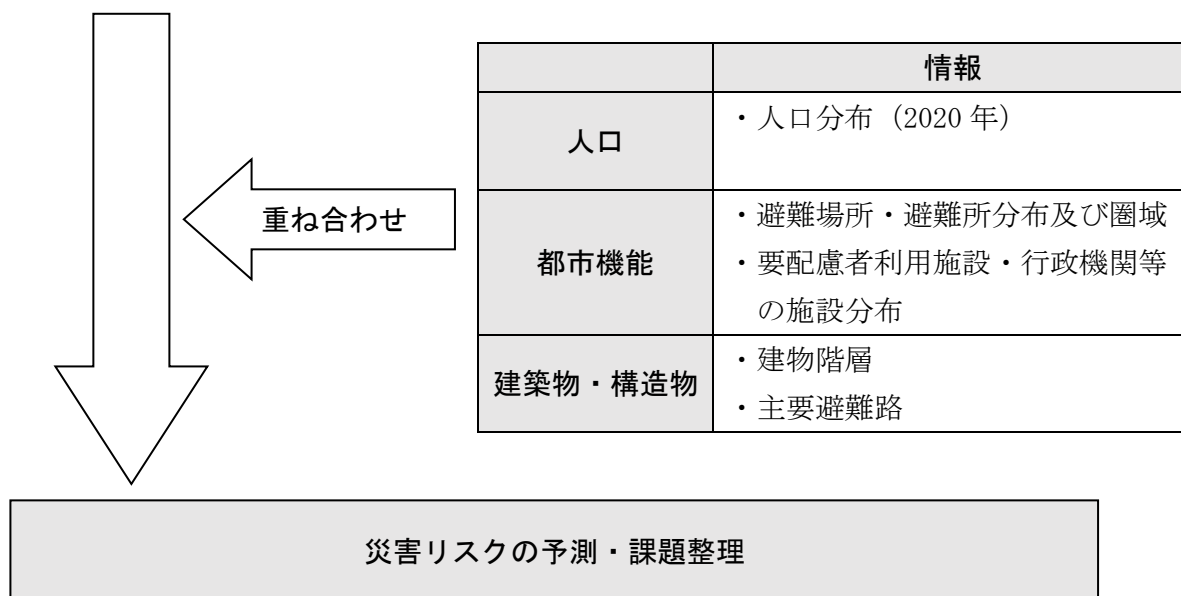 情報
人口
・人口分布（2020 年）
重ね合わせ
都市機能
・避難場所・避難所分布及び圏域
・要配慮者利用施設・行政機関等
の施設分布
建築物・構造物
・建物階層
・主要避難路
災害リスクの予測・課題整理